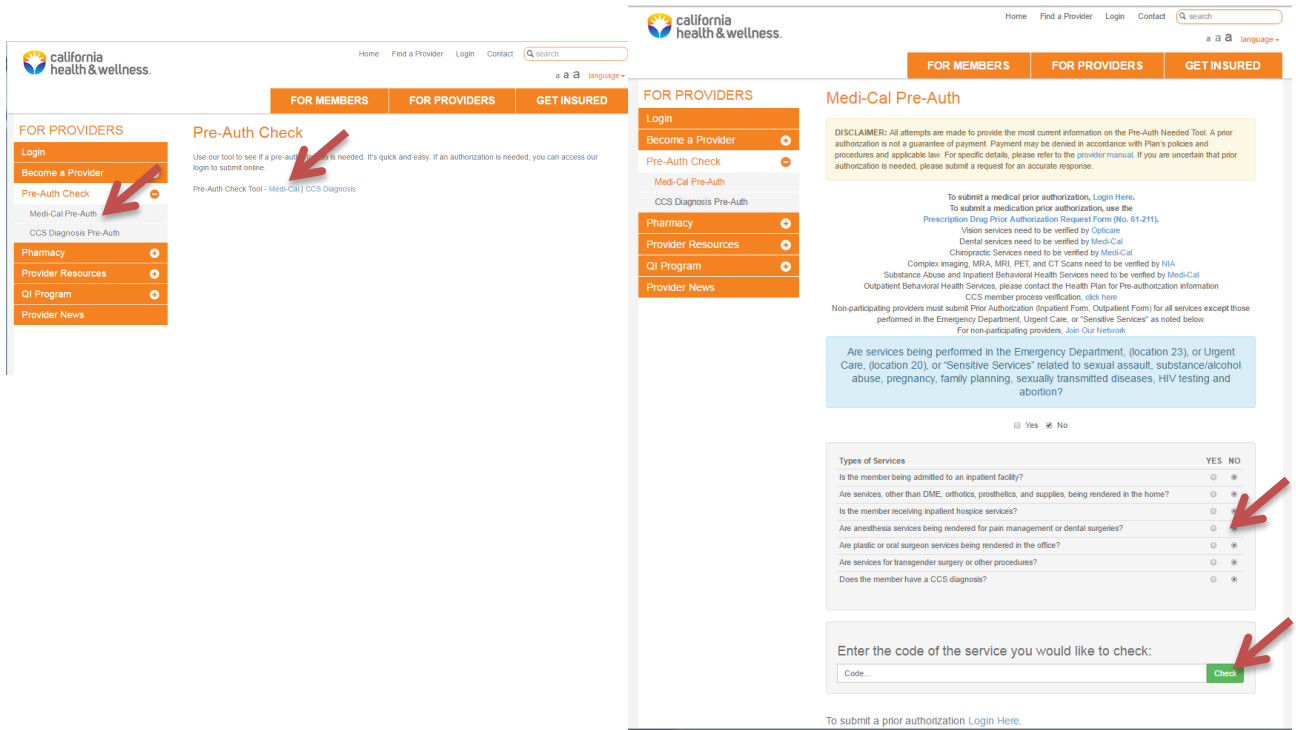 california
health & wellness.
Home Find a Provider Login Contact search
a a a language
FOR MEMBERS FOR PROVIDERS GET INSURED
FOR PROVIDERS
Login
Become a Provider
Pre-Auth Check
Medi-Cal Pre-Auth
CCS Diagnosis Pre-Auth
Pharmacy
Provider Resources
QI Program
Provider News
Pre-Auth Check
Use our tool to see if a pre-authorization is needed. It's quick and easy. If an authorization is needed, you can access our
login to submit online.
Pre-Auth Check Tool - Medi-Cal | CCS Diagnosis
california
health & wellness.
Home Find a Provider Login Contact search
a a a language
FOR MEMBERS FOR PROVIDERS GET INSURED
FOR PROVIDERS
Login
Become a Provider
Pre-Auth Check
Medi-Cal Pre-Auth
CCS Diagnosis Pre-Auth
Pharmacy
Provider Resources
QI Program
Provider News
Medi-Cal Pre-Auth
DISCLAIMER: All attempts are made to provide the most current information on the Pre-Auth Needed Tool. A prior
authorization is not a guarantee of payment. Payment may be denied in accordance with Plan's policies and
procedures and applicable law. For specific details, please refer to the provider manual. If you are uncertain that prior
authorization is needed, please submit a request for an accurate response.
To submit a medical prior authorization, Login Here.
To submit a medication prior authorization, use the
Prescription Drug Prior Authorization Request Form (No. 61-211).
Vision services need to be verified by Opticare
Dental services need to be verified by Medi-Cal
Chiropractic Services need to be verified by Medi-Cal
Complex imaging, MRA, MRI, PET, and CT Scans need to be verified by NIA
Substance Abuse and Inpatient Behavioral Health Services need to be verified by Medi-Cal
Outpatient Behavioral Health Services, please contact the Health Plan for Pre-authorization information
CCS member process verification, click here
Non-participating providers must submit Prior Authorization (Inpatient Form, Outpatient Form) for all services except those
performed in the Emergency Department, Urgent Care, or "Sensitive Services" as noted below.
For non-participating providers, Join Our Network
Are services being performed in the Emergency Department, (location 23), or Urgent
Care, (location 20), or "Sensitive Services" related to sexual assault, substance/alcohol
abuse, pregnancy, family planning, sexually transmitted diseases, HIV testing and
abortion?
Yes No
Types of Services YES NO
Is the member being admitted to an inpatient facility?
Are services, other than DME, orthotics, prosthetics, and supplies, being rendered in the home?
Is the member receiving inpatient hospice services?
Are anesthesia services being rendered for pain management or dental surgeries?
Are plastic or oral surgeon services being rendered in the office?
Are services for transgender surgery or other procedures?
Does the member have a CCS diagnosis?
Enter the code of the service you would like to check:
Code... Check
To submit a prior authorization Login Here.